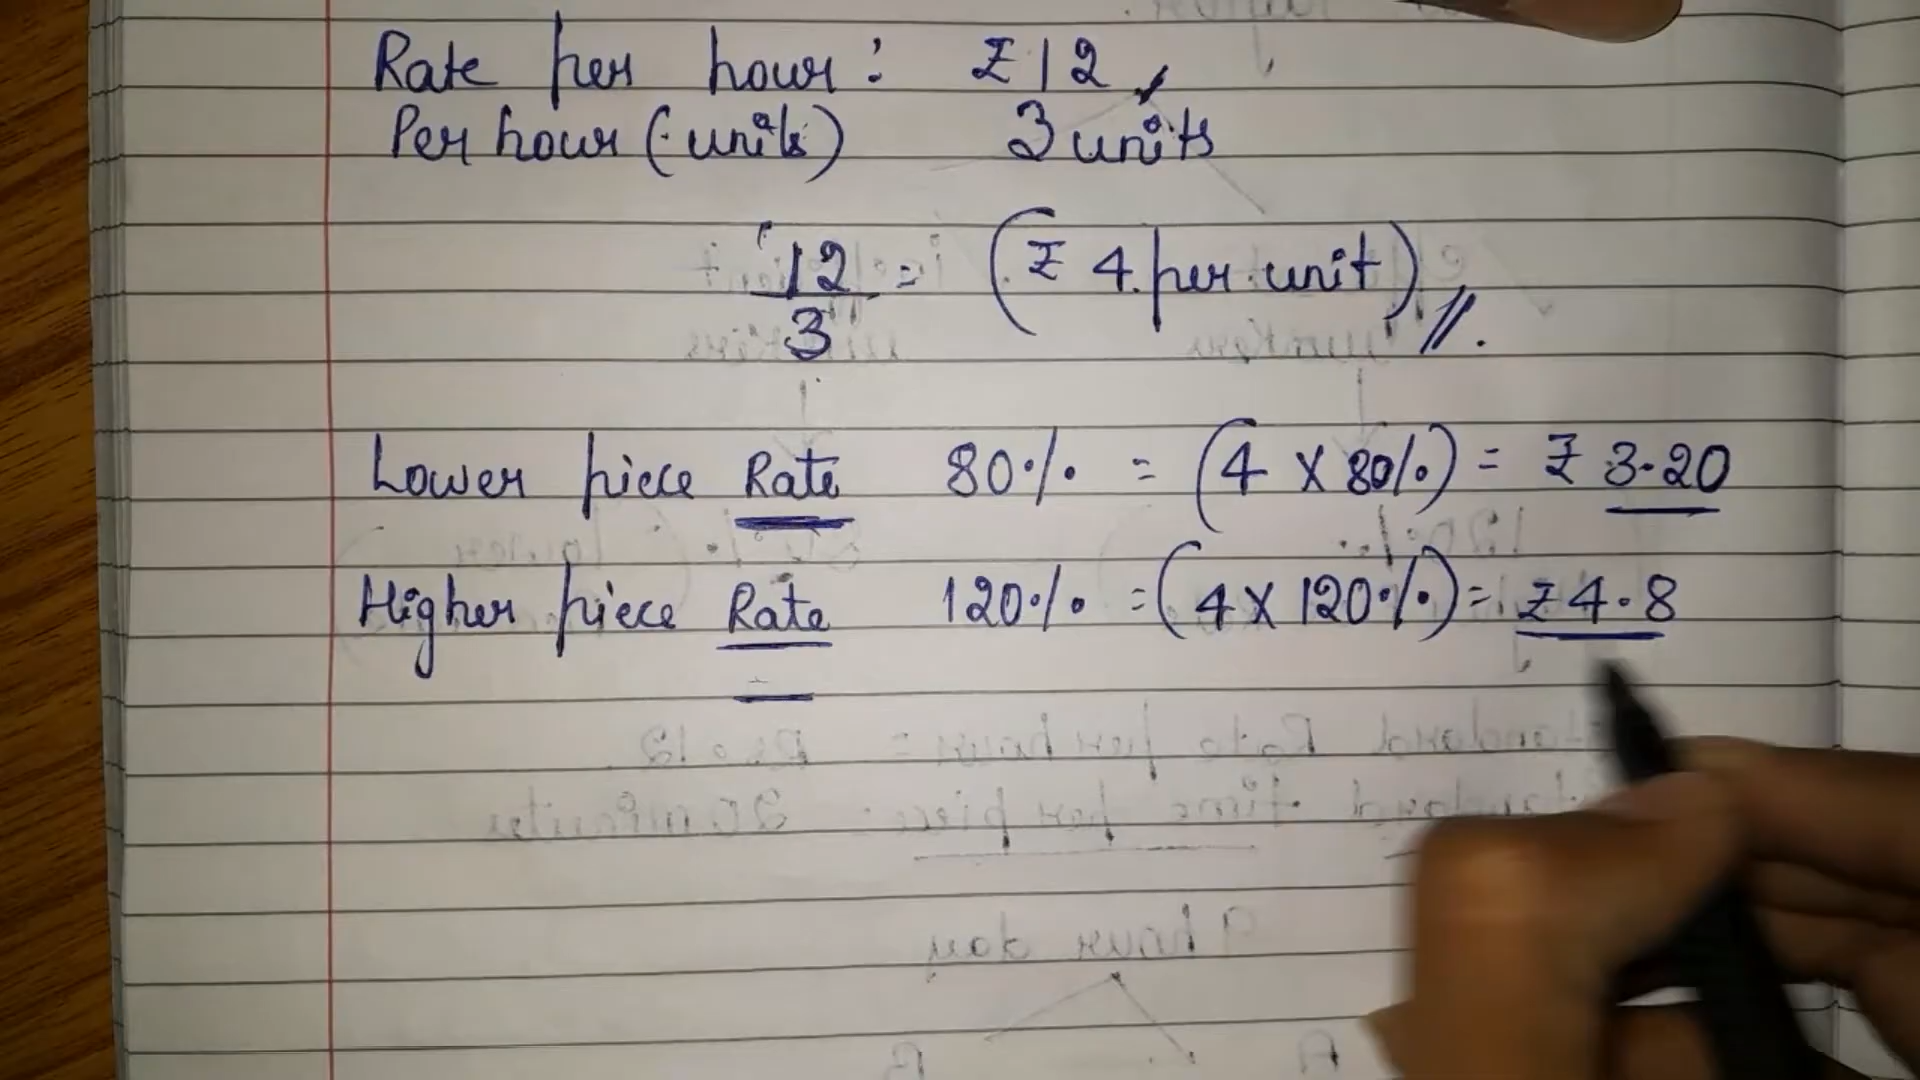 Rate per hour: ₹12
Per hour (units) 3 units
12/3 = (₹ 4 per unit)
Lower piece Rate 80% = (4 x 80%) = ₹ 3.20
Higher piece Rate 120% = (4 x 120%) = ₹4.8